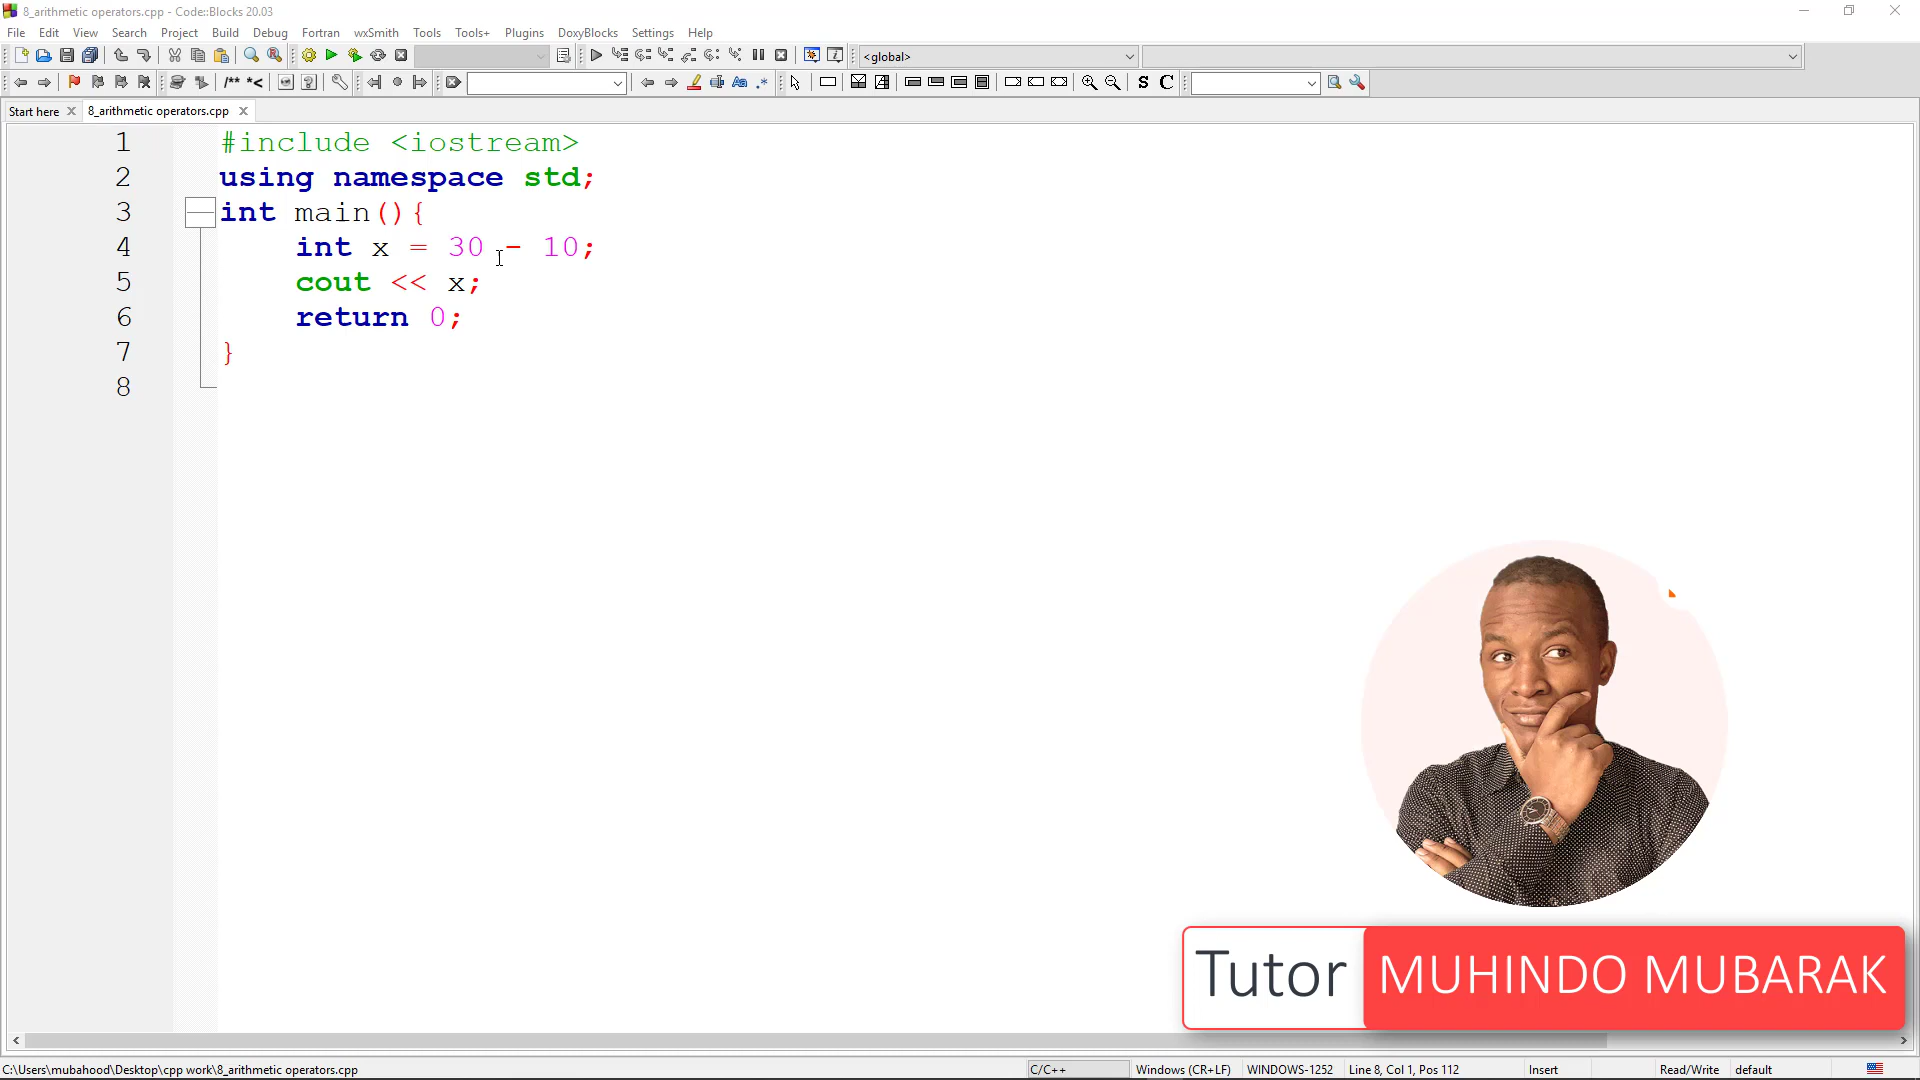 8_arithmetic operators.cpp - Code::Blocks 20.03
File Edit View Search Project Build Debug Fortran wxSmith Tools Tools+ Plugins DoxyBlocks Settings Help
<global>
/** *< Aa .* S C
Start here 8_arithmetic operators.cpp
1 #include <iostream>
2 using namespace std;
3 int main(){
4 int x = 30 - 10;
5 cout << x;
6 return 0;
7 }
8
Tutor MUHINDO MUBARAK
C:\Users\mubahood\Desktop\cpp work\8_arithmetic operators.cpp C/C++ Windows (CR+LF) WINDOWS-1252 Line 8, Col 1, Pos 112 Insert Read/Write default